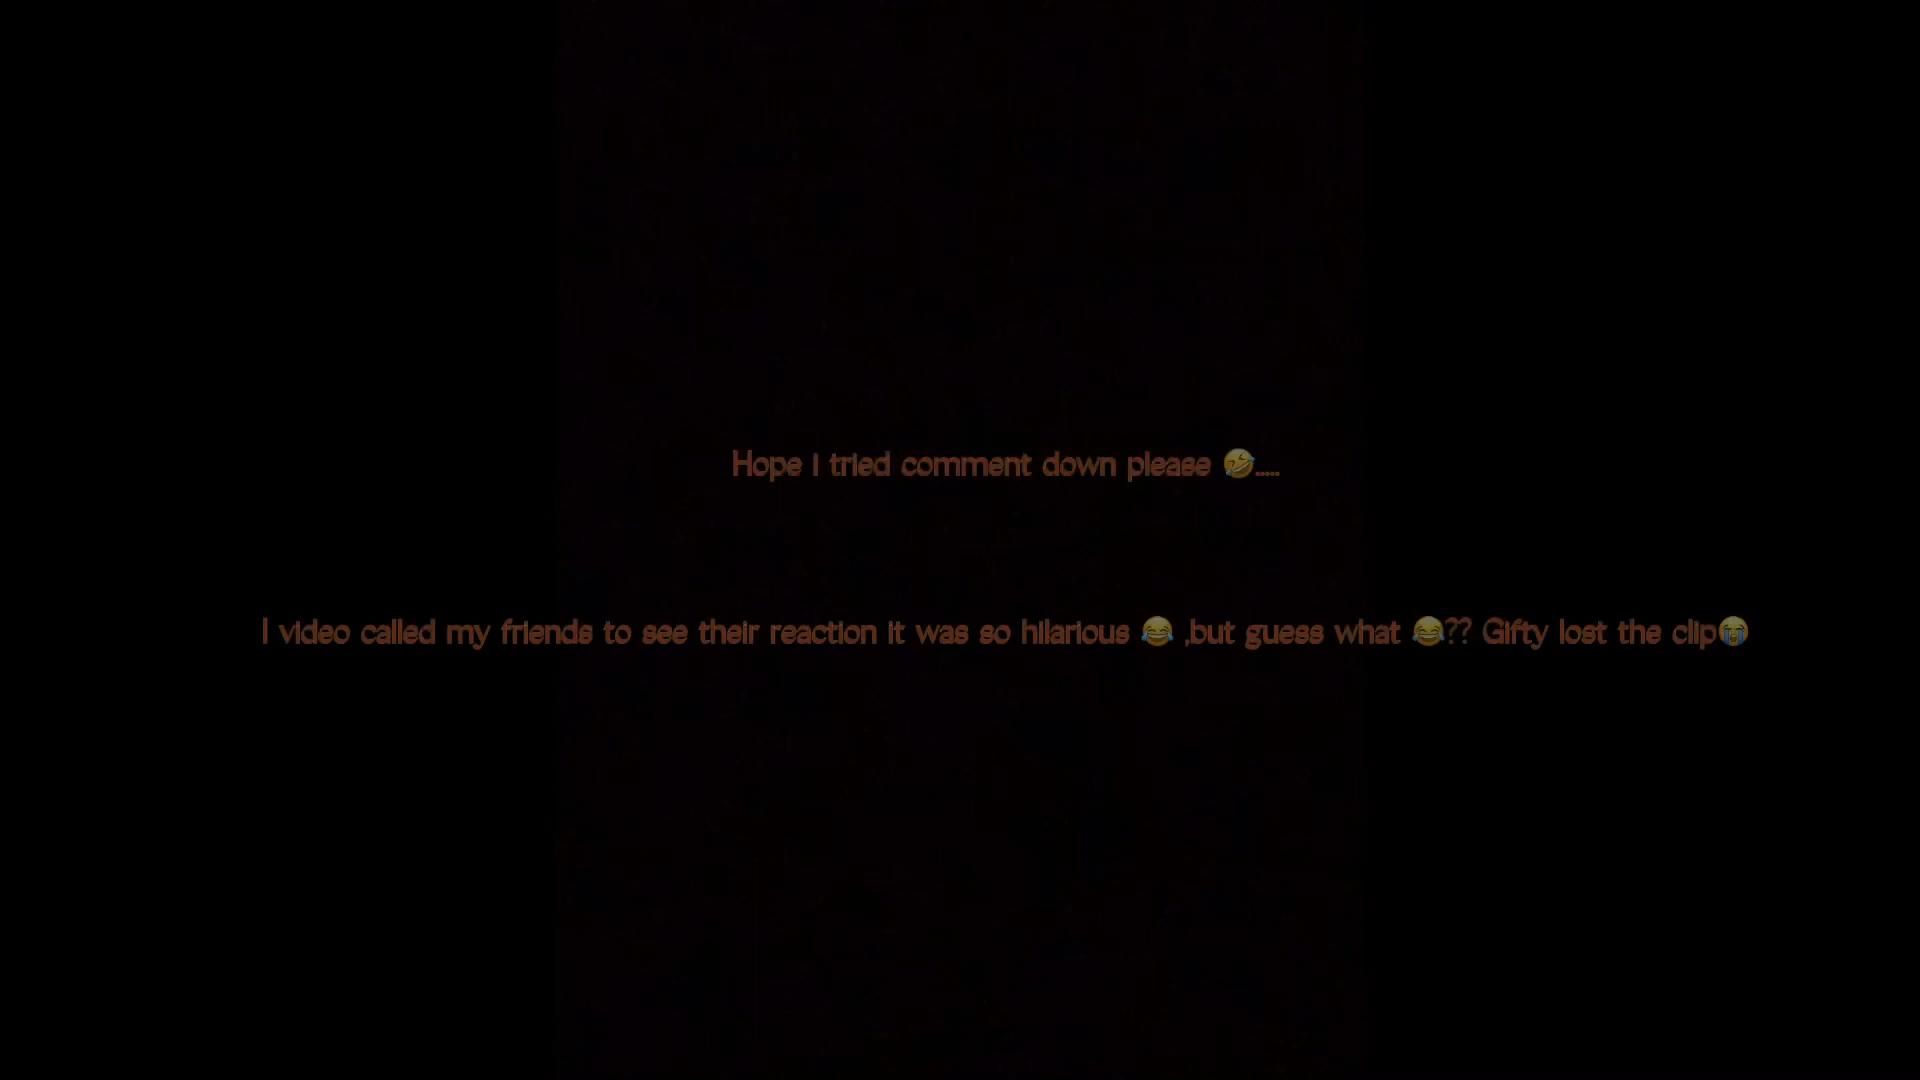 Hope I tried comment down please 🤣.....
I video called my friends to see their reaction it was so hilarious 😂 ,but guess what 😂?? Gifty lost the clip😭